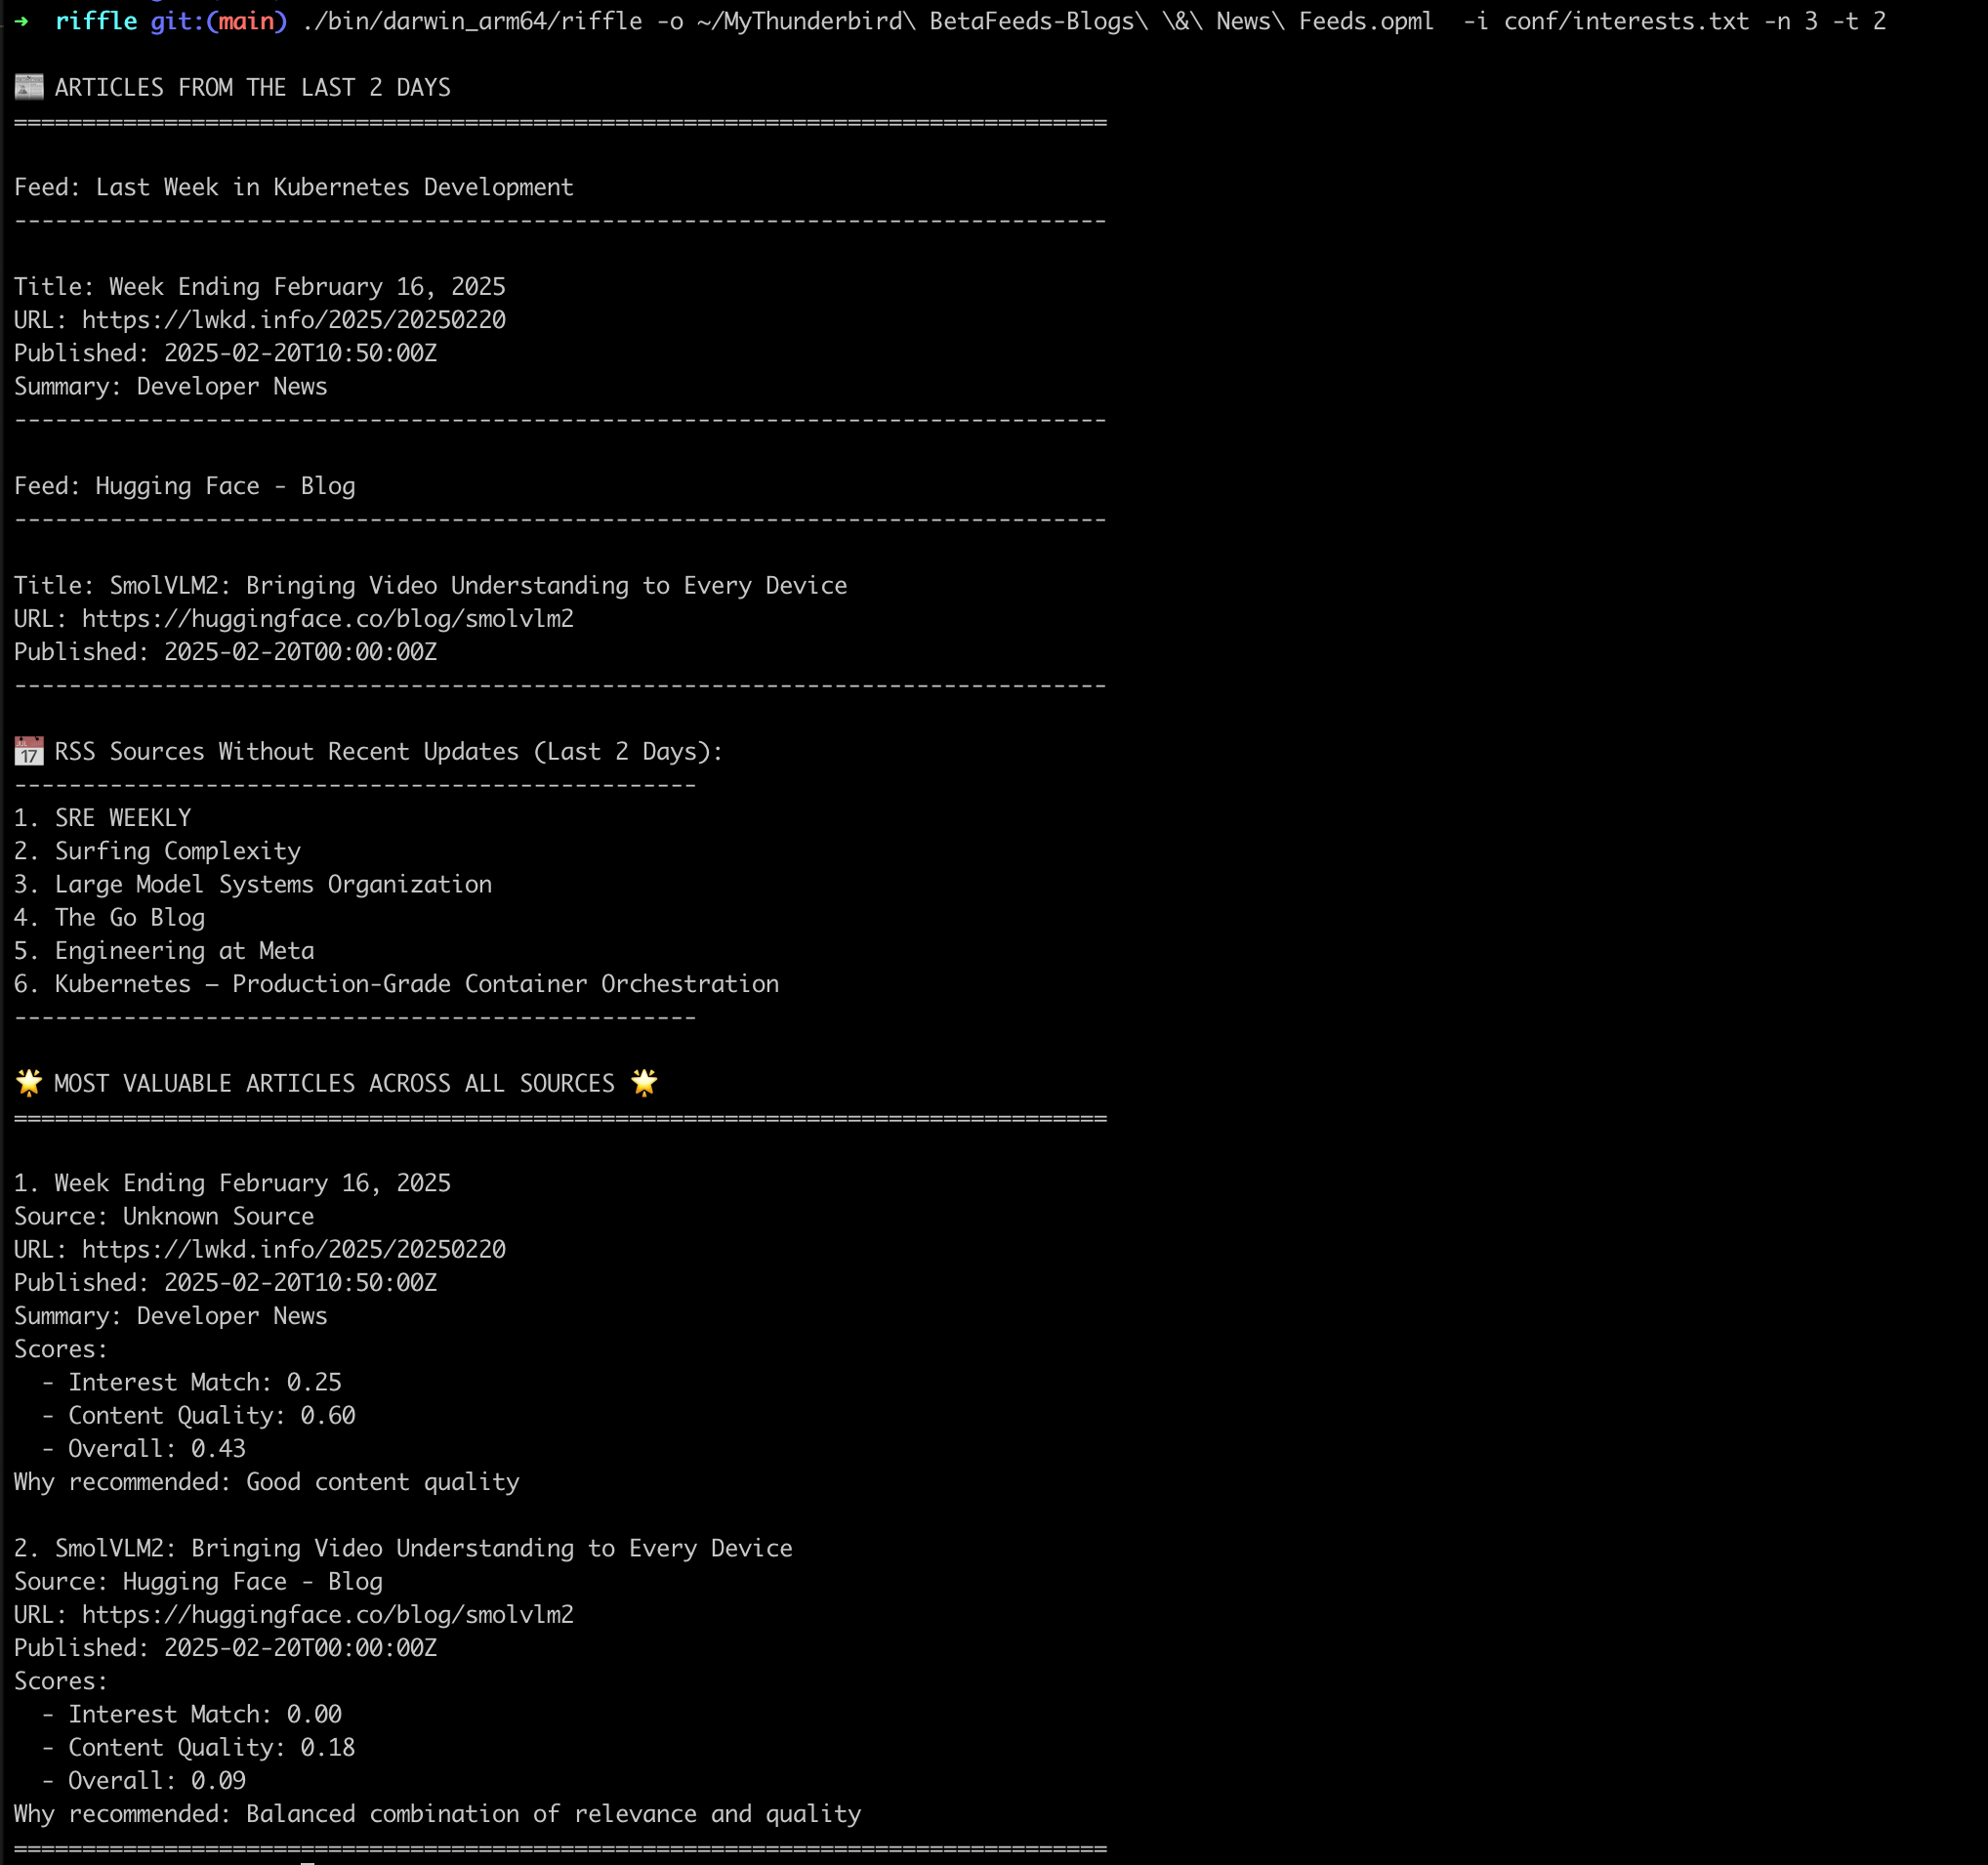 ➜  riffle git:(main) ./bin/darwin_arm64/riffle -o ~/MyThunderbird\ BetaFeeds-Blogs\ \&\ News\ Feeds.opml  -i conf/interests.txt -n 3 -t 2
📰 ARTICLES FROM THE LAST 2 DAYS
================================================================================
Feed: Last Week in Kubernetes Development
--------------------------------------------------------------------------------
Title: Week Ending February 16, 2025
URL: https://lwkd.info/2025/20250220
Published: 2025-02-20T10:50:00Z
Summary: Developer News
--------------------------------------------------------------------------------
Feed: Hugging Face - Blog
--------------------------------------------------------------------------------
Title: SmolVLM2: Bringing Video Understanding to Every Device
URL: https://huggingface.co/blog/smolvlm2
Published: 2025-02-20T00:00:00Z
--------------------------------------------------------------------------------
📅 RSS Sources Without Recent Updates (Last 2 Days):
--------------------------------------------------
1. SRE WEEKLY
2. Surfing Complexity
3. Large Model Systems Organization
4. The Go Blog
5. Engineering at Meta
6. Kubernetes – Production-Grade Container Orchestration
--------------------------------------------------
🌟 MOST VALUABLE ARTICLES ACROSS ALL SOURCES 🌟
================================================================================
1. Week Ending February 16, 2025
Source: Unknown Source
URL: https://lwkd.info/2025/20250220
Published: 2025-02-20T10:50:00Z
Summary: Developer News
Scores:
  - Interest Match: 0.25
  - Content Quality: 0.60
  - Overall: 0.43
Why recommended: Good content quality
2. SmolVLM2: Bringing Video Understanding to Every Device
Source: Hugging Face - Blog
URL: https://huggingface.co/blog/smolvlm2
Published: 2025-02-20T00:00:00Z
Scores:
  - Interest Match: 0.00
  - Content Quality: 0.18
  - Overall: 0.09
Why recommended: Balanced combination of relevance and quality
================================================================================